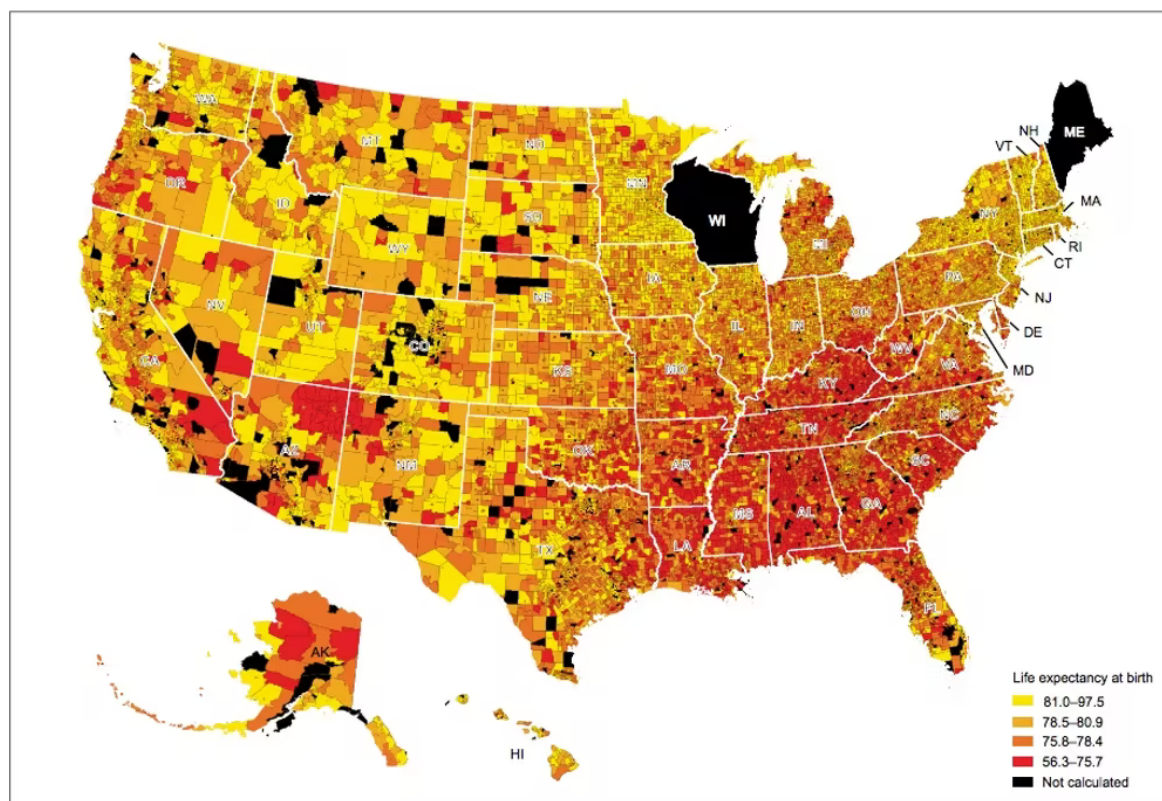 WA
MT
ND
MN
OR
ID
WY
SD
WI
MI
NY
VT
NH
ME
MA
RI
CT
NJ
DE
MD
PA
NV
UT
CO
NE
IA
IL
IN
OH
WV
VA
CA
KS
MO
KY
NC
TN
SC
AZ
NM
OK
AR
MS
AL
GA
TX
LA
FL
AK
HI
Life expectancy at birth
81.0–97.5
78.5–80.9
75.8–78.4
56.3–75.7
Not calculated